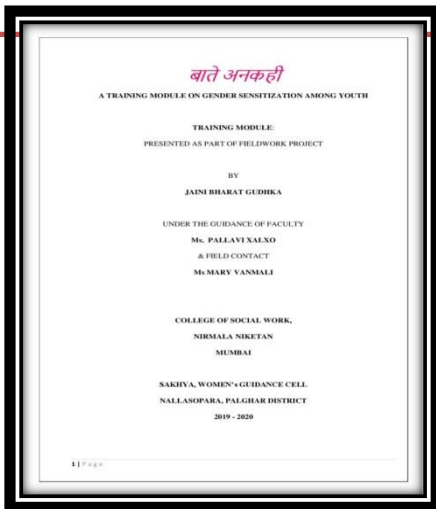 बाते अनकही
A TRAINING MODULE ON GENDER SENSITIZATION AMONG YOUTH
TRAINING MODULE:
PRESENTED AS PART OF FIELDWORK PROJECT
BY
JAINI BHARAT GUDHKA
UNDER THE GUIDANCE OF FACULTY
Ms. PALLAVI XALXO
& FIELD CONTACT
Ms MARY VANMALI
COLLEGE OF SOCIAL WORK,
NIRMALA NIKETAN
MUMBAI
SAKHYA, WOMEN's GUIDANCE CELL
NALLASOPARA, PALGHAR DISTRICT
2019 - 2020
1 | Page